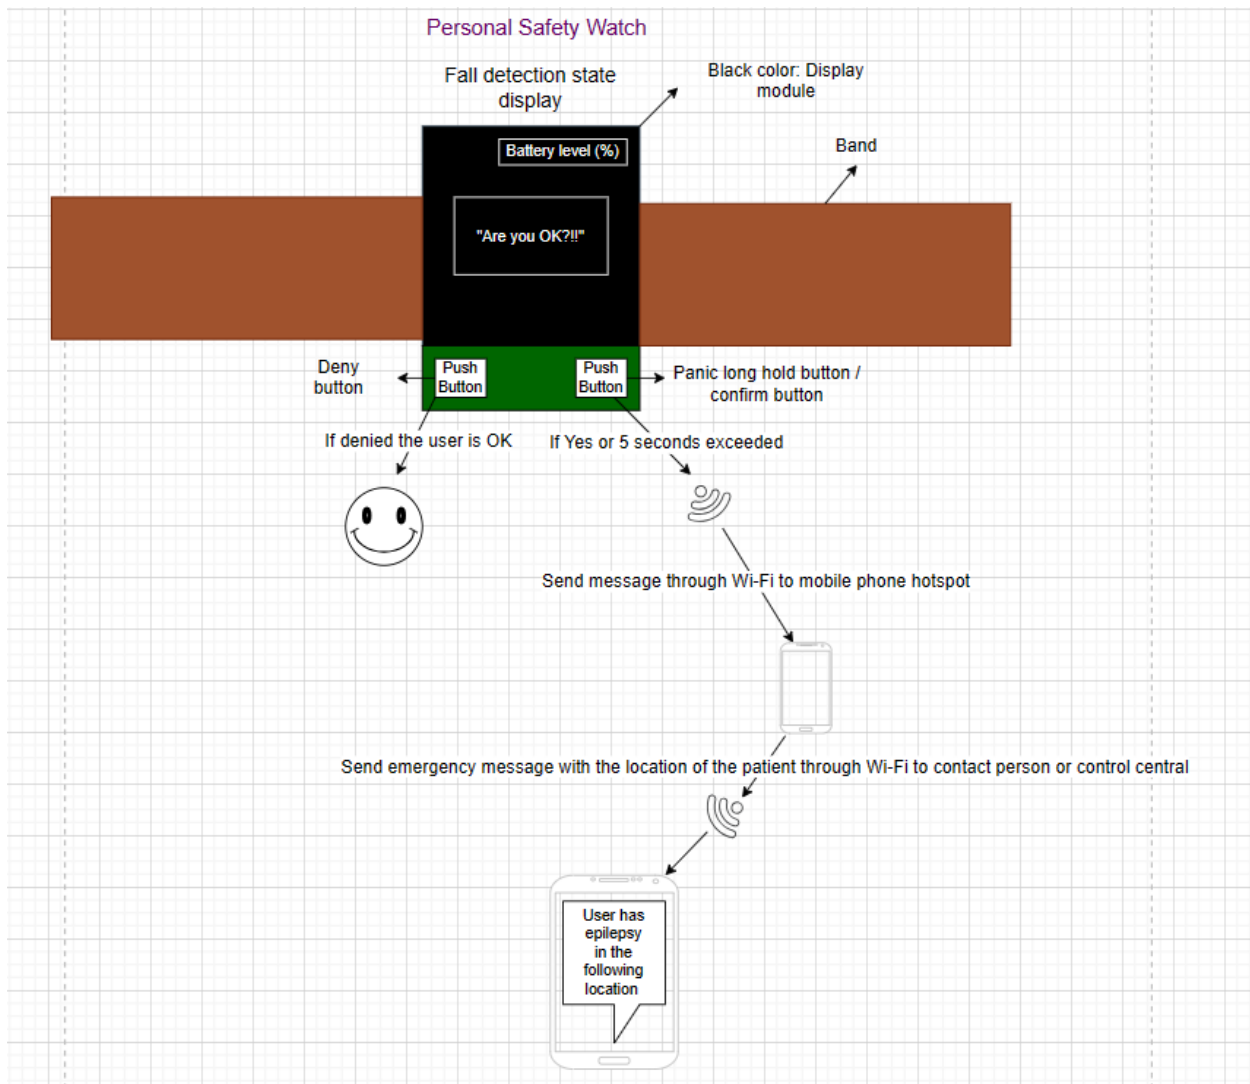 Personal Safety Watch
Fall detection state
display
Black color: Display
module
Battery level (%)
Band
"Are you OK?!!"
Deny
button
Push
Button
Push
Button
Panic long hold button /
confirm button
If denied the user is OK
If Yes or 5 seconds exceeded
Send message through Wi-Fi to mobile phone hotspot
Send emergency message with the location of the patient through Wi-Fi to contact person or control central
User has
epilepsy
in the
following
location